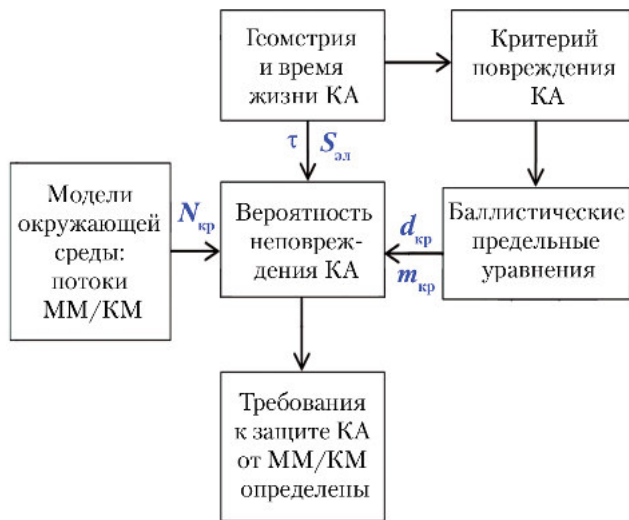 Геометрия
и время
жизни КА
Критерий
повреждения
КА
τ S эл
Модели
окружающей
среды:
потоки
ММ/КМ
N кр
Вероятность
неповреж-
дения КА
d кр
m кр
Баллистические
предельные
уравнения
Требования
к защите КА
от ММ/КМ
определены